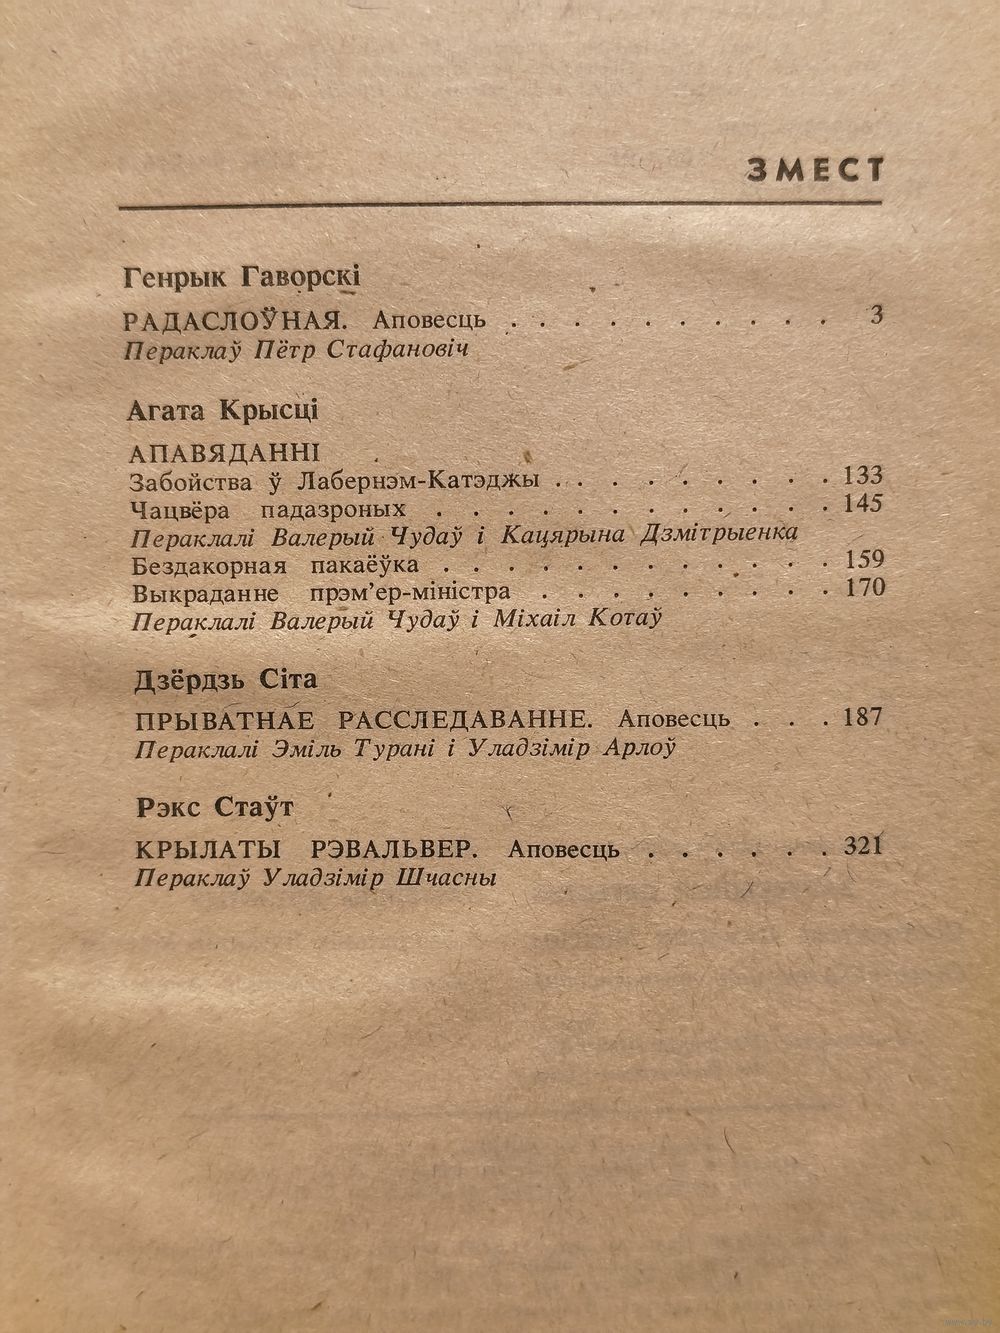 ЗМЕСТ
Генрык Гаворскі
РАДАСЛОЎНАЯ. Аповесць . . . . . . . . . . 3
Пераклаў Пётр Стафановіч
Агата Крысці
АПАВЯДАННІ
Забойства ў Лабернэм-Катэджы . . . . . . . . . 133
Чацвёра падазроных . . . . . . . . . . . . . 145
Пераклалі Валерый Чудаў і Кацярына Дзмітрыенка
Бездакорная пакаёўка . . . . . . . . . . . . 159
Выкраданне прэм'ер-міністра . . . . . . . . . 170
Пераклалі Валерый Чудаў і Міхаіл Котаў
Дзёрдзь Сіта
ПРЫВАТНАЕ РАССЛЕДАВАННЕ. Аповесць . . . 187
Пераклалі Эміль Турані і Уладзімір Арлоў
Рэкс Стаўт
КРЫЛАТЫ РЭВАЛЬВЕР. Аповесць . . . . . . 321
Пераклаў Уладзімір Шчасны